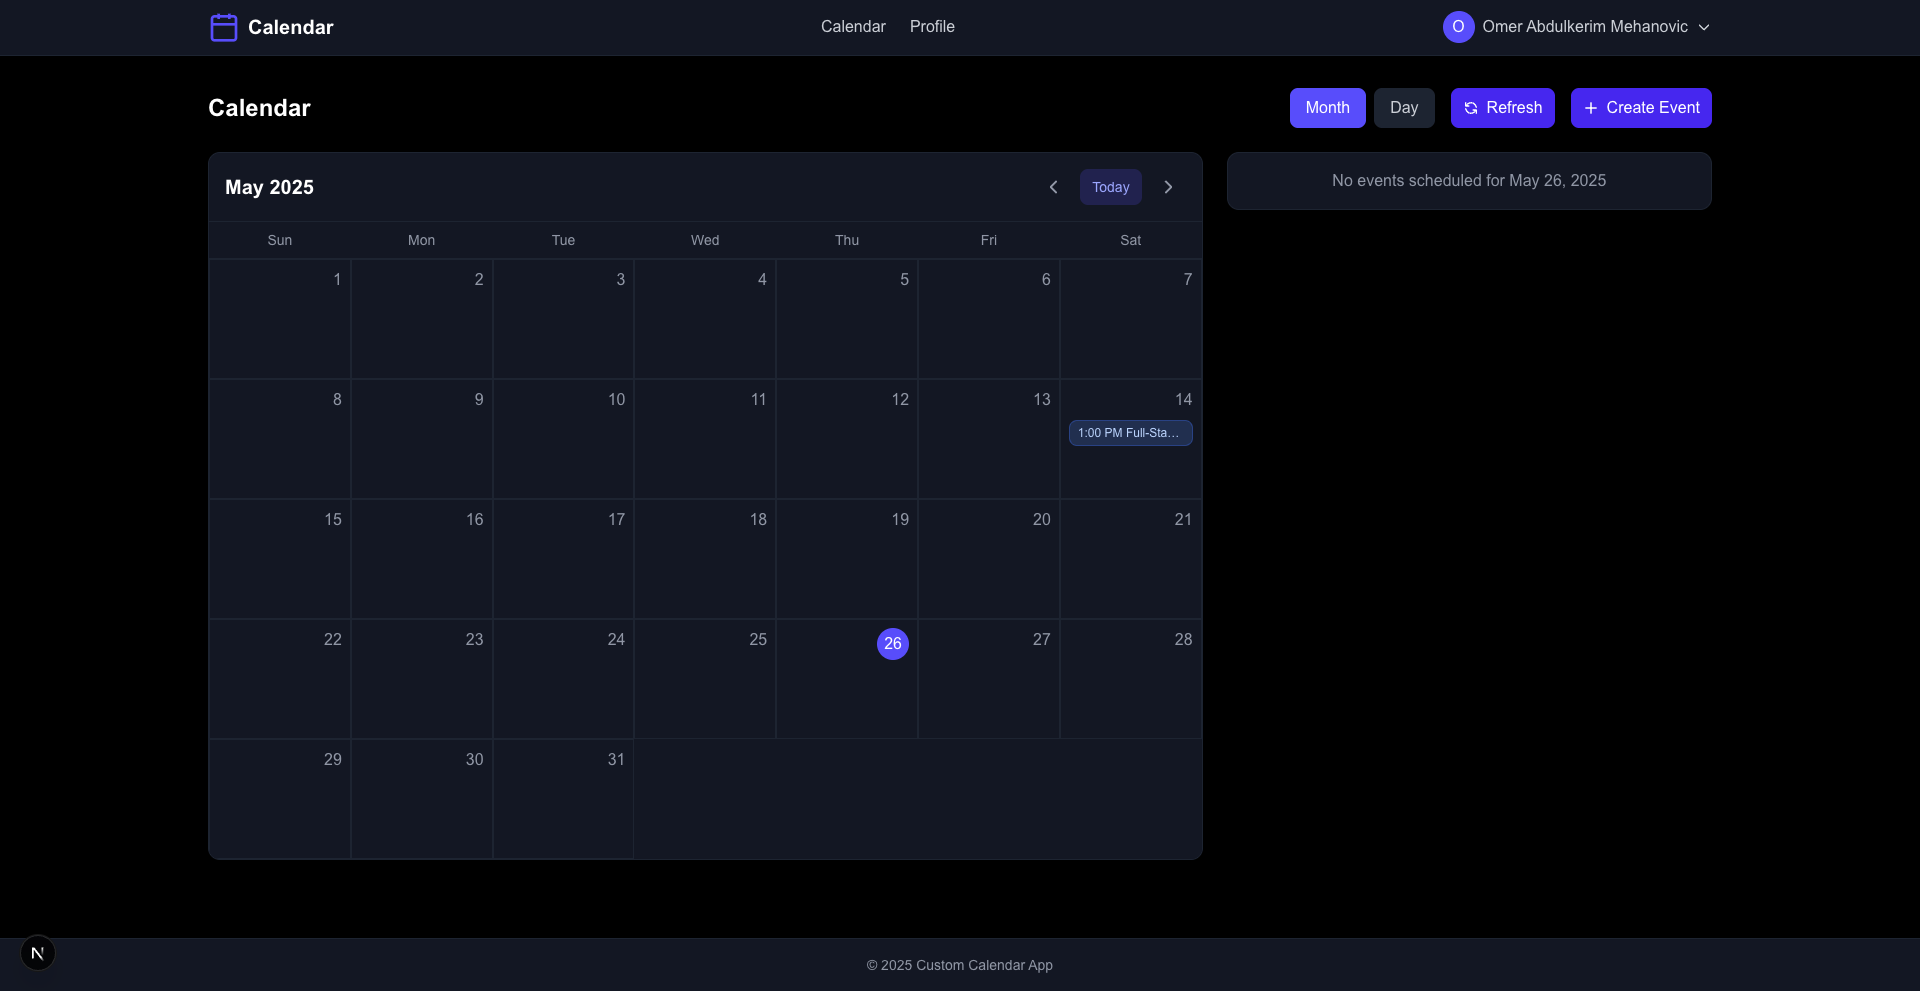 Calendar
Calendar Profile
O Omer Abdulkerim Mehanovic
Calendar
Month Day Refresh Create Event
May 2025
Today
No events scheduled for May 26, 2025
Sun Mon Tue Wed Thu Fri Sat
1 2 3 4 5 6 7
8 9 10 11 12 13 14
1:00 PM Full-Sta...
15 16 17 18 19 20 21
22 23 24 25 26 27 28
29 30 31
N
© 2025 Custom Calendar App